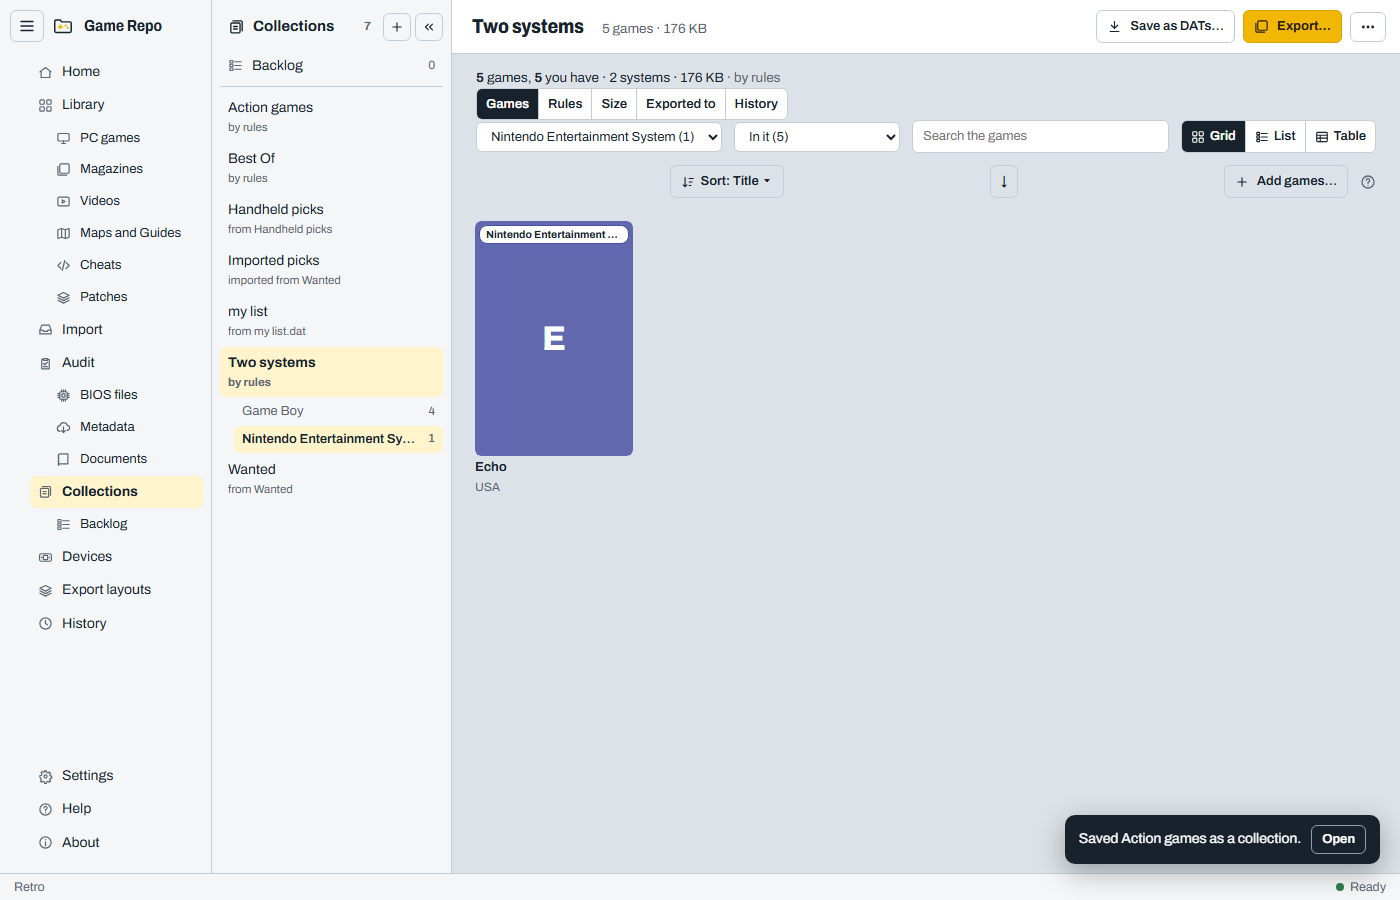 Game Repo
Home
Library
PC games
Magazines
Videos
Maps and Guides
Cheats
Patches
Import
Audit
BIOS files
Metadata
Documents
Collections
Backlog
Devices
Export layouts
History
Settings
Help
About
Collections 7
Backlog 0
Action games
by rules
Best Of
by rules
Handheld picks
from Handheld picks
Imported picks
imported from Wanted
my list
from my list.dat
Two systems
by rules
Game Boy 4
Nintendo Entertainment Sy... 1
Wanted
from Wanted
Two systems 5 games · 176 KB
Save as DATs...
Export...
5 games, 5 you have · 2 systems · 176 KB · by rules
Games Rules Size Exported to History
Nintendo Entertainment System (1) In it (5) Search the games Grid List Table
Sort: Title ↓ Add games...
Nintendo Entertainment ...
E
Echo
USA
Saved Action games as a collection. Open
Retro Ready